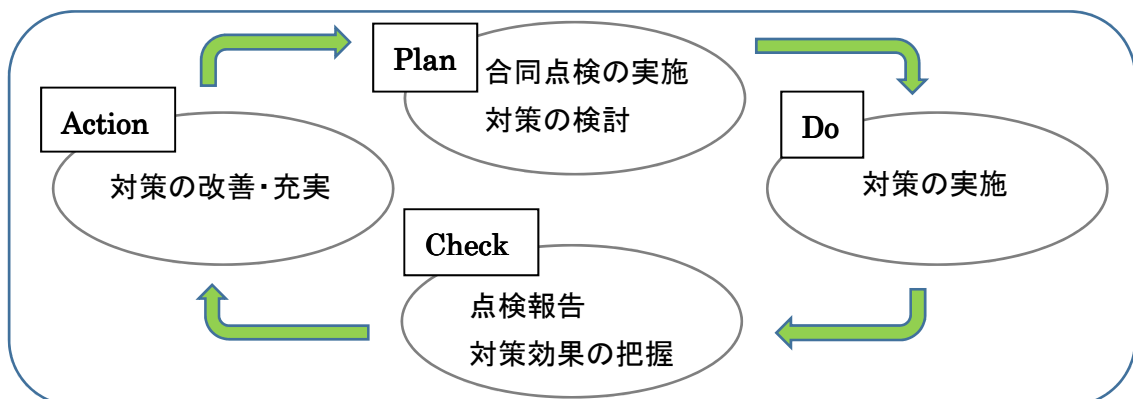 Plan
合同点検の実施
対策の検討
Do
対策の実施
Check
点検報告
対策効果の把握
Action
対策の改善・充実